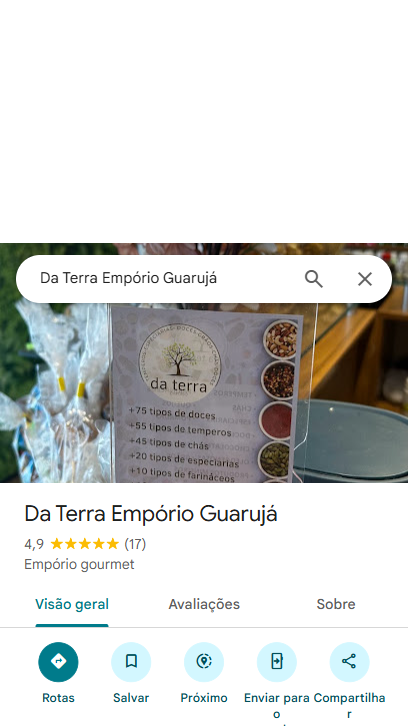 Da Terra Empório Guarujá
da terra
+75 tipos de doces
+55 tipos de temperos
+45 tipos de chás
+20 tipos de especiarias
+10 tipos de farináceos
Da Terra Empório Guarujá
4,9 ★★★★★ (17)
Empório gourmet
Visão geral Avaliações Sobre
Rotas Salvar Próximo Enviar para Compartilha
o r